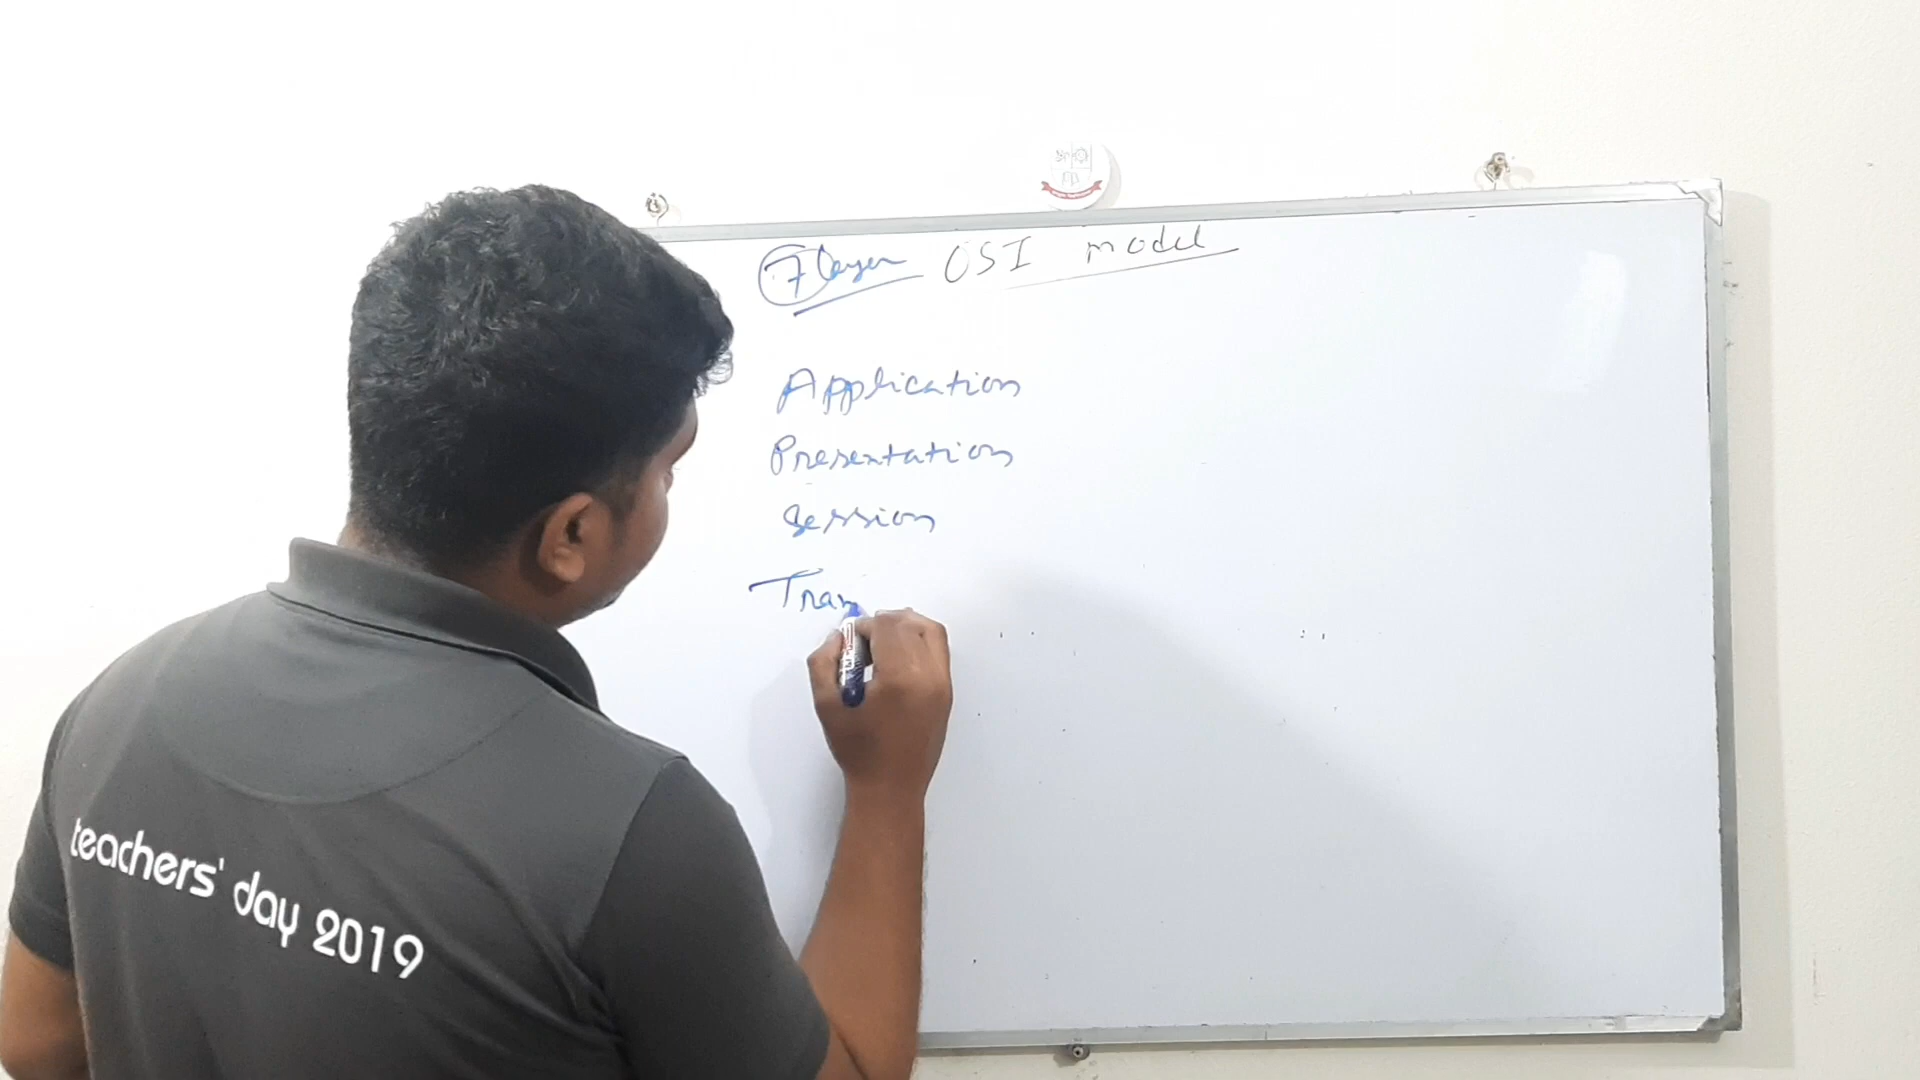 7 layer OSI model
Application
Presentation
Session
Tran
teachers' day 2019